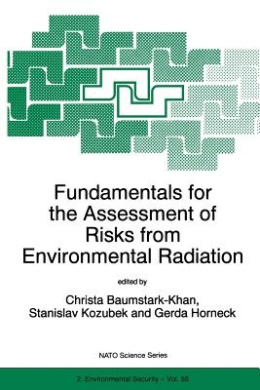 Fundamentals for
the Assessment of
Risks from
Environmental Radiation
edited by
Christa Baumstark-Khan,
Stanislav Kozubek and Gerda Horneck
NATO Science Series
2. Environmental Security – Vol. 55